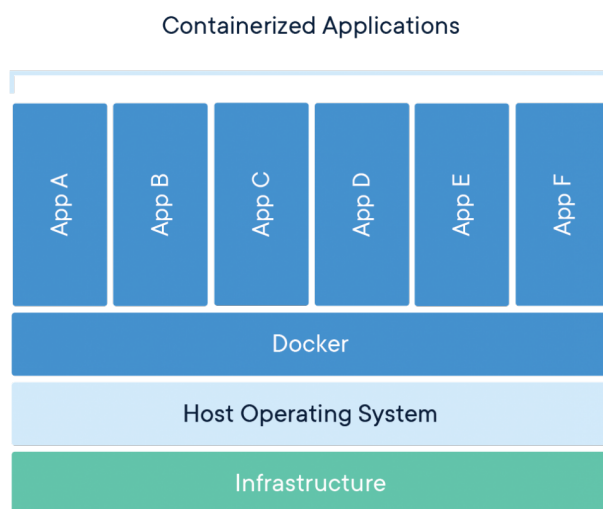 Containerized Applications
App A
App B
App C
App D
App E
App F
Docker
Host Operating System
Infrastructure